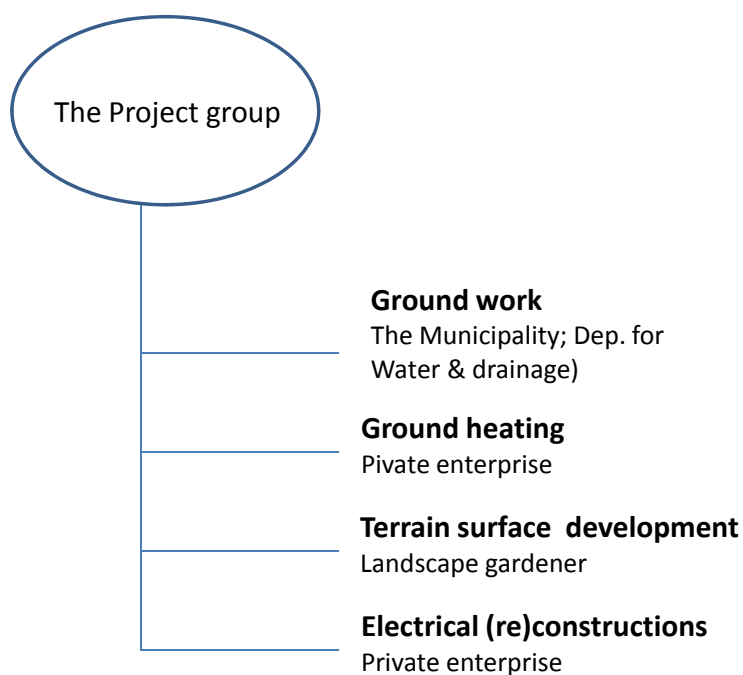 The Project group
Ground work
The Municipality; Dep. for
Water & drainage)
Ground heating
Pivate enterprise
Terrain surface  development
Landscape gardener
Electrical (re)constructions
Private enterprise